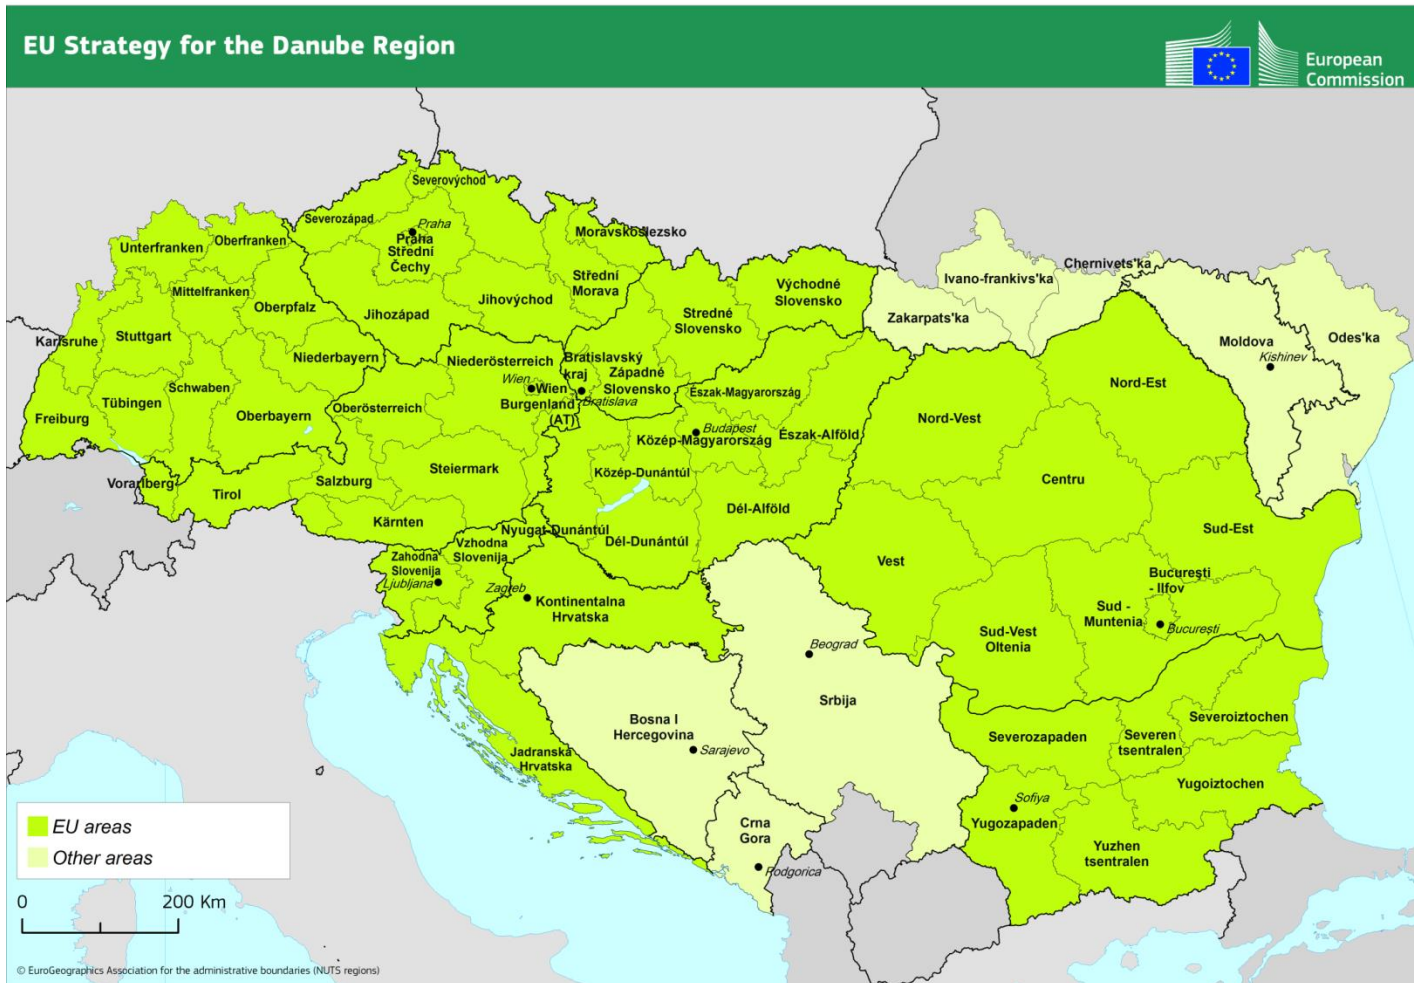 EU Strategy for the Danube Region
European
Commission
Severovýchod
Severozápad
Praha
Praha
Střední
Čechy
Moravskoslezsko
Unterfranken
Oberfranken
Mittelfranken
Oberpfalz
Jihozápad
Jihovýchod
Střední
Morava
Karlsruhe
Stuttgart
Niederbayern
Niederösterreich
Wien
Wien
Schwaben
Freiburg
Tübingen
Oberbayern
Oberösterreich
Burgenland
(AT)
Bratislavský
kraj
Bratislava
Západné
Slovensko
Stredné
Slovensko
Východné
Slovensko
Zakarpats'ka
Ivano-frankivs'ka
Chernivets'ka
Moldova
Kishinev
Odes'ka
Észak-Magyarország
Budapest
Közép-Magyarország
Észak-Alföld
Nord-Vest
Nord-Est
Vorarlberg
Tirol
Salzburg
Steiermark
Kärnten
Közép-Dunántúl
Dél-Alföld
Nyugat-Dunántúl
Dél-Dunántúl
Centru
Sud-Est
Vest
Vzhodna
Slovenija
Zahodna
Slovenija
Ljubljana
Zagreb
Kontinentalna
Hrvatska
Bucureşti
- Ilfov
Sud -
Muntenia
Bucureşti
Sud-Vest
Oltenia
Beograd
Srbija
Bosna I
Hercegovina
Sarajevo
Jadranska
Hrvatska
Severozapaden
Severen
tsentralen
Severoiztochen
Yugoiztochen
Sofiya
Yugozapaden
Yuzhen
tsentralen
Crna
Gora
Podgorica
EU areas
Other areas
0 200 Km
© EuroGeographics Association for the administrative boundaries (NUTS regions)